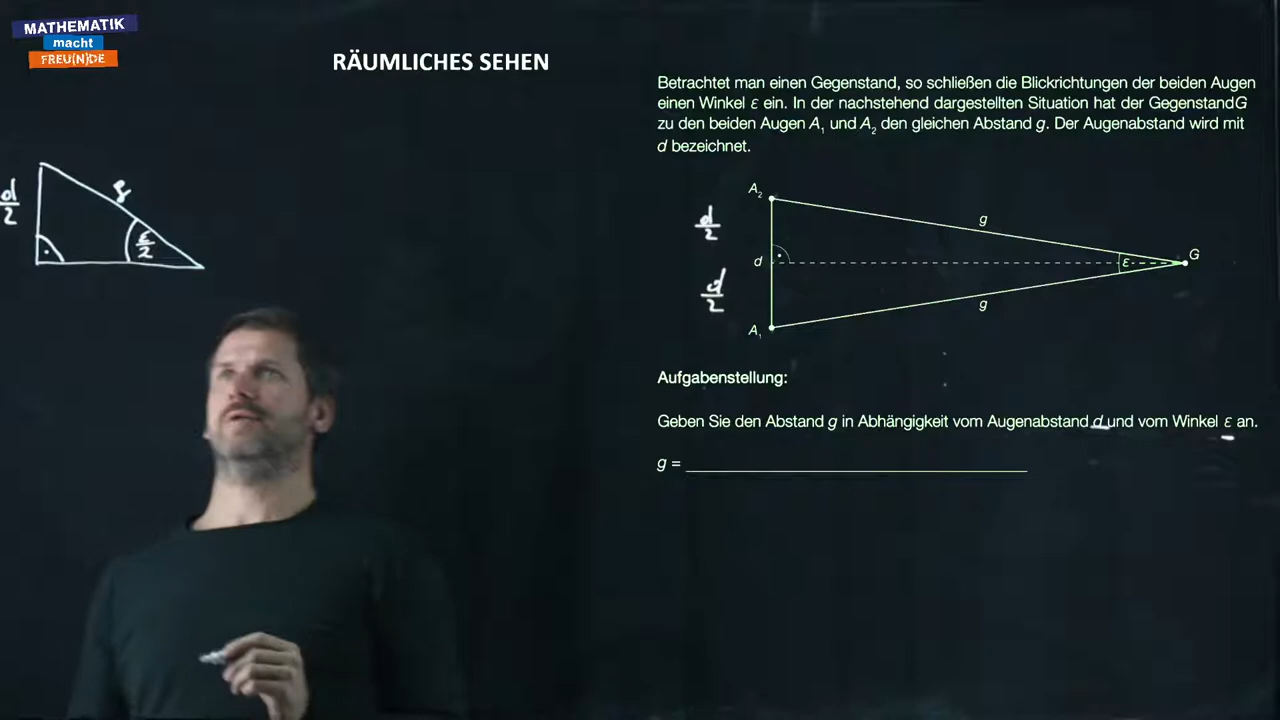 MATHEMATIK
macht
FREU(N)DE
RÄUMLICHES SEHEN
Betrachtet man einen Gegenstand, so schließen die Blickrichtungen der beiden Augen
einen Winkel ε ein. In der nachstehend dargestellten Situation hat der Gegenstand G
zu den beiden Augen A₁ und A₂ den gleichen Abstand g. Der Augenabstand wird mit
d bezeichnet.
d/2
g
ε/2
A₂
d/2
g
G
d
ε
d/2
g
A₁
Aufgabenstellung:
Geben Sie den Abstand g in Abhängigkeit vom Augenabstand d und vom Winkel ε an.
g = ____________________